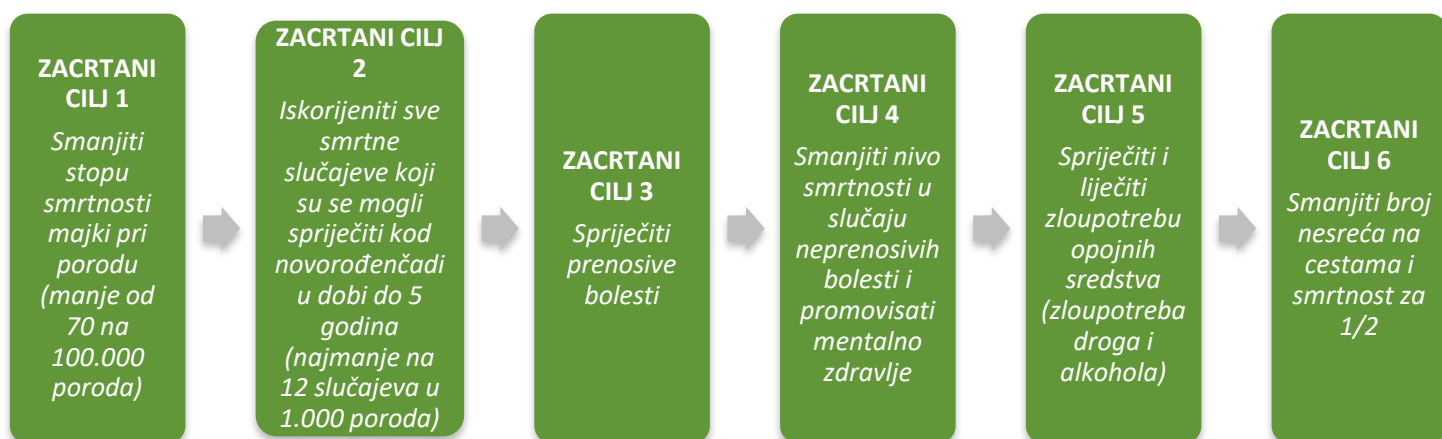 ZACRTANI
CILJ 1
Smanjiti
stopu
smrtnosti
majki pri
porodu
(manje od
70 na
100.000
poroda)
ZACRTANI CILJ
2
Iskorijeniti sve
smrtne
slučajeve koji
su se mogli
spriječiti kod
novorođenčadi
u dobi do 5
godina
(najmanje na
12 slučajeva u
1.000 poroda)
ZACRTANI
CILJ 3
Spriječiti
prenosive
bolesti
ZACRTANI
CILJ 4
Smanjiti nivo
smrtnosti u
slučaju
neprenosivih
bolesti i
promovisati
mentalno
zdravlje
ZACRTANI
CILJ 5
Spriječiti i
liječiti
zloupotrebu
opojnih
sredstva
(zloupotreba
droga i
alkohola)
ZACRTANI
CILJ 6
Smanjiti broj
nesreća na
cestama i
smrtnost za
1/2